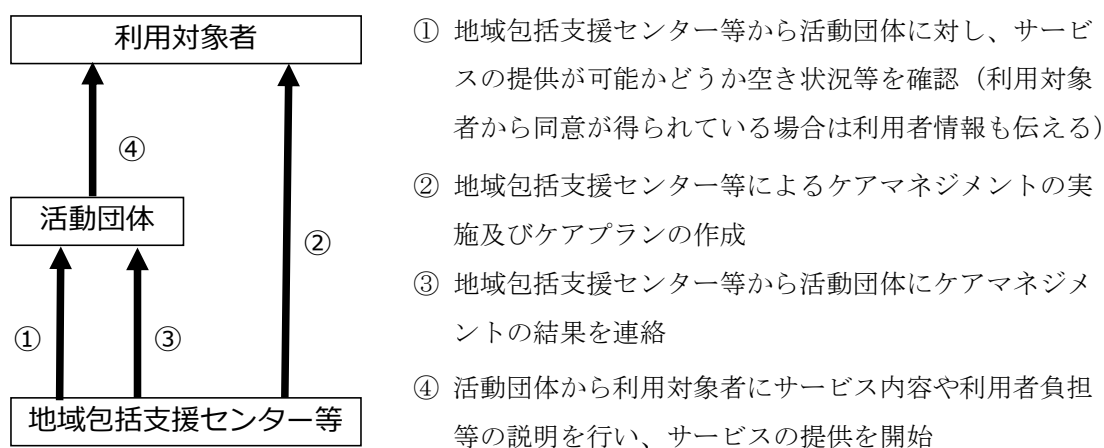 利用対象者
④
活動団体
②
①
③
地域包括支援センター等
① 地域包括支援センター等から活動団体に対し、サービ
スの提供が可能かどうか空き状況等を確認（利用対象
者から同意が得られている場合は利用者情報も伝える）
② 地域包括支援センター等によるケアマネジメントの実
施及びケアプランの作成
③ 地域包括支援センター等から活動団体にケアマネジメ
ントの結果を連絡
④ 活動団体から利用対象者にサービス内容や利用者負担
等の説明を行い、サービスの提供を開始